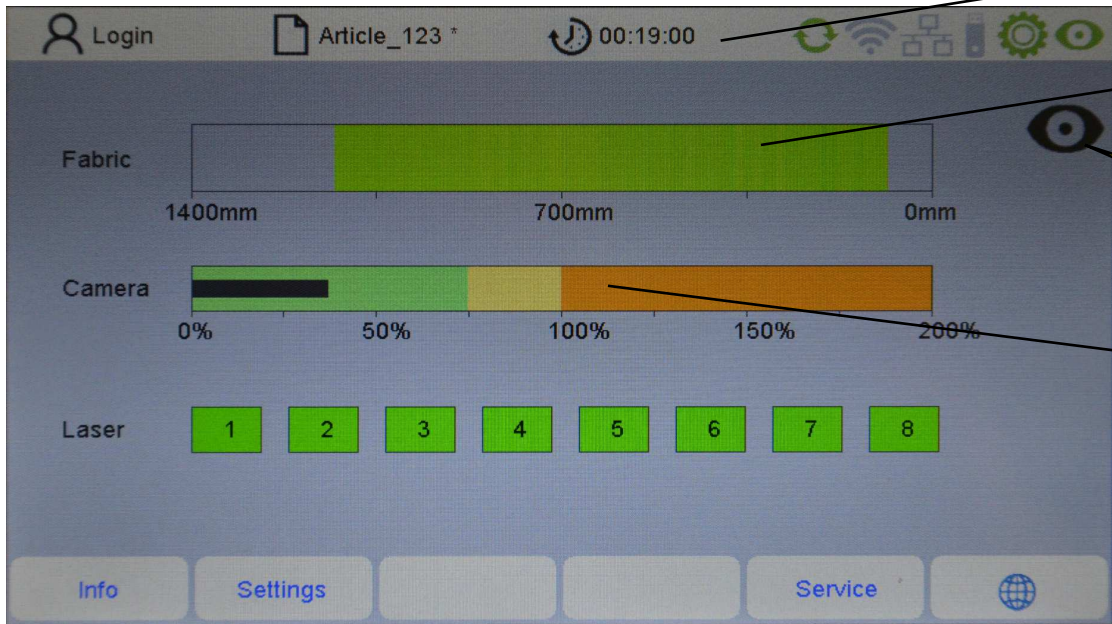 Login Article_123 * 00:19:00
Fabric
1400mm 700mm 0mm
Camera
0% 50% 100% 150% 200%
Laser 1 2 3 4 5 6 7 8
Info Settings Service